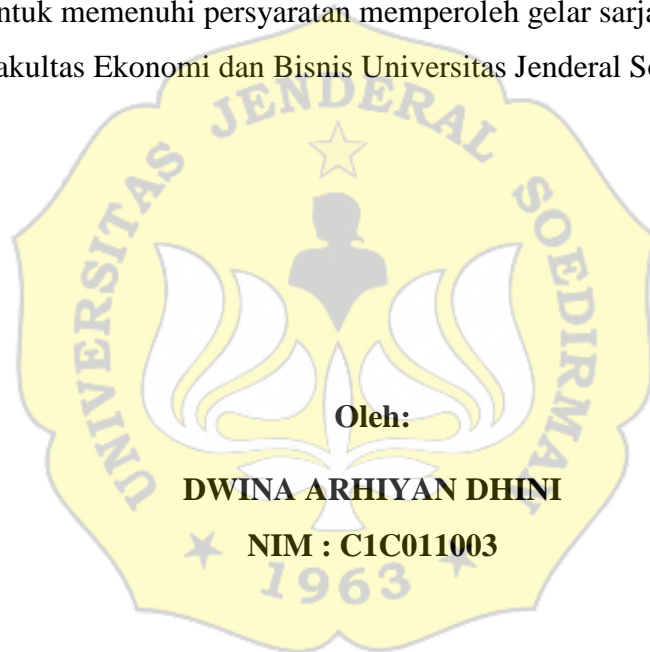 ntuk memenuhi persyaratan memperoleh gelar sarja
akultas Ekonomi dan Bisnis Universitas Jenderal So
UNIVERSITAS JENDERAL SOEDIRMAN
Oleh:
DWINA ARHIYAN DHINI
NIM : C1C011003
1963